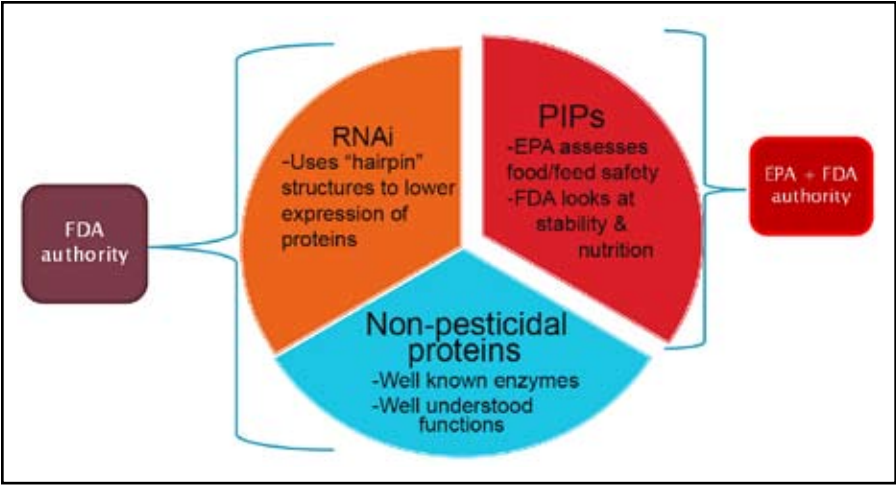 FDA
authority
RNAi
-Uses “hairpin”
structures to lower
expression of
proteins
PIPs
-EPA assesses
food/feed safety
-FDA looks at
stability &
nutrition
EPA + FDA
authority
Non-pesticidal
proteins
-Well known enzymes
-Well understood
functions